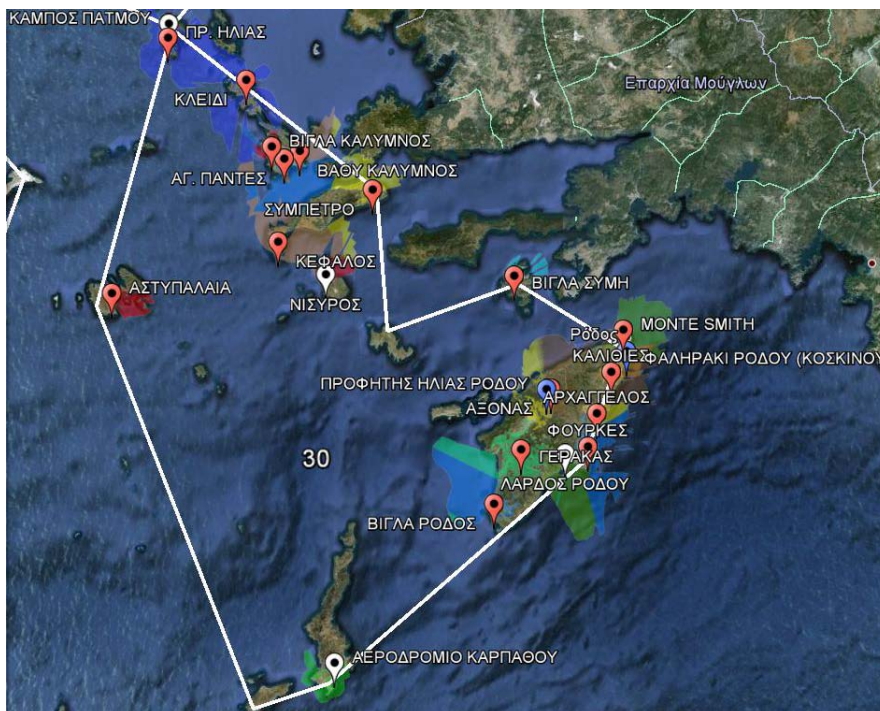 ΚΑΜΠΟΣ ΠΑΤΜΟΥ
ΠΡ. ΗΛΙΑΣ
Επαρχία Μούγλων
ΚΛΕΙΔΙ
ΒΙΓΛΑ ΚΑΛΥΜΝΟΣ
ΑΓ. ΠΑΝΤΕΣ
ΒΑΘΥ ΚΑΛΥΜΝΟΣ
ΣΥΜΠΕΤΡΟ
ΚΕΦΑΛΟΣ
ΑΣΤΥΠΑΛΑΙΑ
ΝΙΣΥΡΟΣ
ΒΙΓΛΑ ΣΥΜΗ
MONTE SMITH
Ρόδος
ΚΑΛΙΘΙΕΣ
ΦΑΛΗΡΑΚΙ ΡΟΔΟΥ (ΚΟΣΚΙΝΟΥ
ΠΡΟΦΗΤΗΣ ΗΛΙΑΣ ΡΟΔΟΥ
ΑΡΧΑΓΓΕΛΟΣ
ΑΞΟΝΑΣ
ΦΟΥΡΚΕΣ
30
ΓΕΡΑΚΑΣ
ΛΑΡΔΟΣ ΡΟΔΟΥ
ΒΙΓΛΑ ΡΟΔΟΣ
ΑΕΡΟΔΡΟΜΙΟ ΚΑΡΠΑΘΟΥ